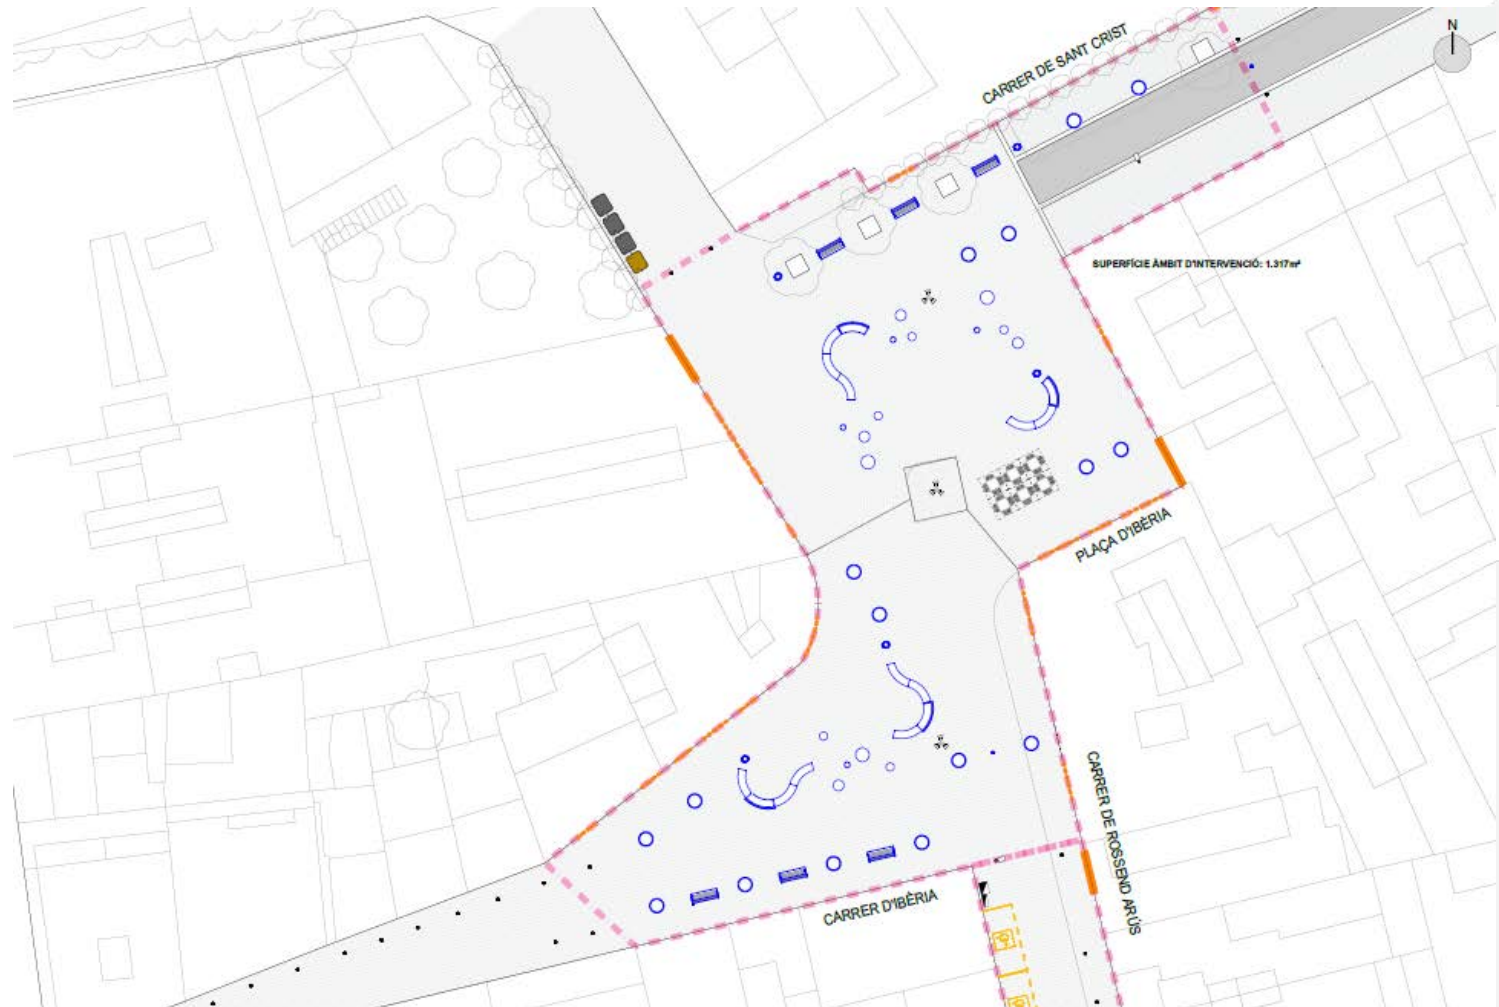 CARRER DE SANT CRIST
N
SUPERFÍCIE ÀMBIT D'INTERVENCIÓ: 1.317m²
PLAÇA D'IBÈRIA
CARRER DE ROSSEND ARÚS
CARRER D'IBÈRIA